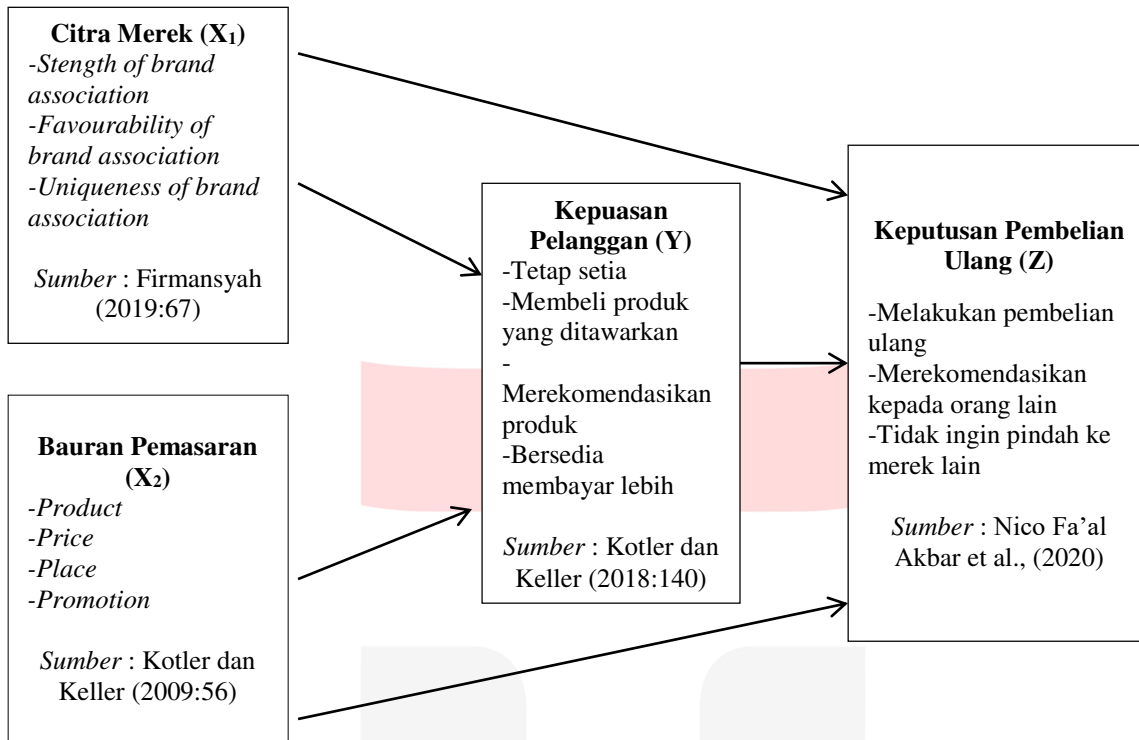 Citra Merek (X₁)
-Stength of brand
association
-Favourability of
brand association
-Uniqueness of brand
association
Sumber : Firmansyah
(2019:67)
Bauran Pemasaran
(X₂)
-Product
-Price
-Place
-Promotion
Sumber : Kotler dan
Keller (2009:56)
Kepuasan
Pelanggan (Y)
-Tetap setia
-Membeli produk
yang ditawarkan
-
Merekomendasikan
produk
-Bersedia
membayar lebih
Sumber : Kotler dan
Keller (2018:140)
Keputusan Pembelian
Ulang (Z)
-Melakukan pembelian
ulang
-Merekomendasikan
kepada orang lain
-Tidak ingin pindah ke
merek lain
Sumber : Nico Fa’al
Akbar et al., (2020)